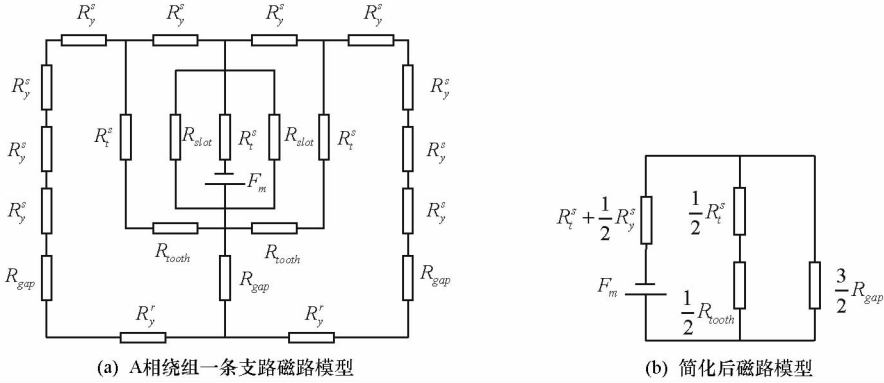 R_y^s R_y^s R_y^s R_y^s
R_y^s R_y^s
R_t^s R_slot R_t^s R_slot R_t^s
R_y^s R_y^s
F_m
R_y^s R_y^s
R_tooth R_tooth
R_gap R_gap R_gap
R_y^r R_y^r
(a) A相绕组一条支路磁路模型
R_t^s+1/2 R_y^s 1/2 R_t^s
F_m 1/2 R_tooth 3/2 R_gap
(b) 简化后磁路模型